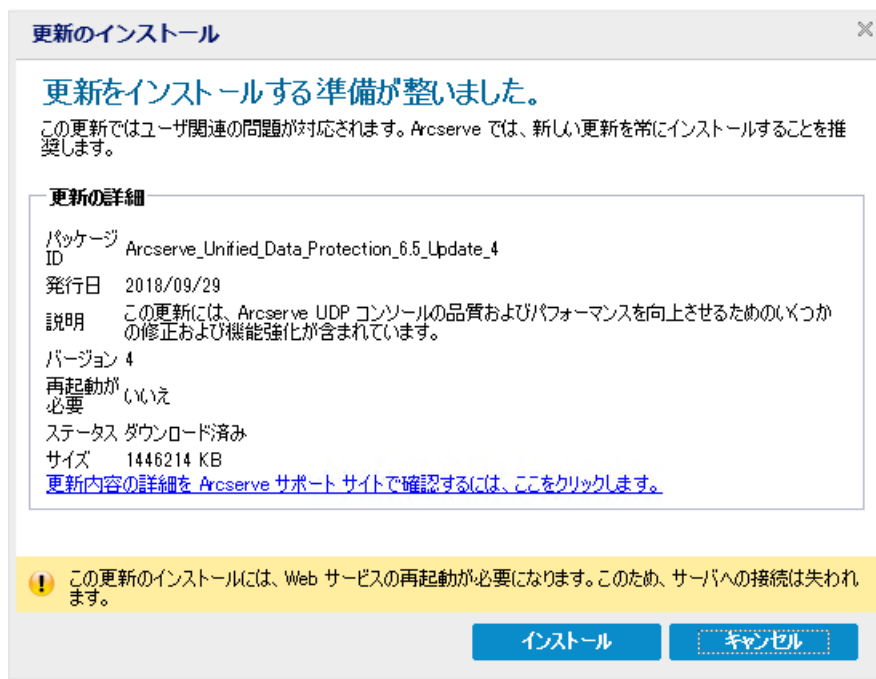 更新のインストール
更新をインストールする準備が整いました。
この更新ではユーザ関連の問題が対応されます。Arcserve では、新しい更新を常にインストールすることを推
奨します。
更新の詳細
パッケージ
ID
Arcserve_Unified_Data_Protection_6.5_Update_4
発行日 2018/09/29
説明 この更新には、Arcserve UDP コンソールの品質およびパフォーマンスを向上させるためのいくつか
の修正および機能強化が含まれています。
バージョン 4
再起動が
必要
いいえ
ステータス ダウンロード済み
サイズ 1446214 KB
更新内容の詳細を Arcserve サポート サイトで確認するには、ここをクリックします。
この更新のインストールには、Web サービスの再起動が必要になります。このため、サーバへの接続は失われ
ます。
インストール キャンセル